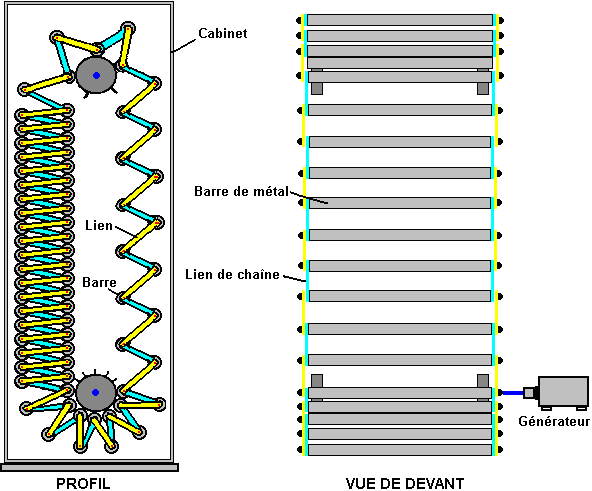 Cabinet
Lien
Barre
Barre de métal
Lien de chaîne
Générateur
PROFIL
VUE DE DEVANT